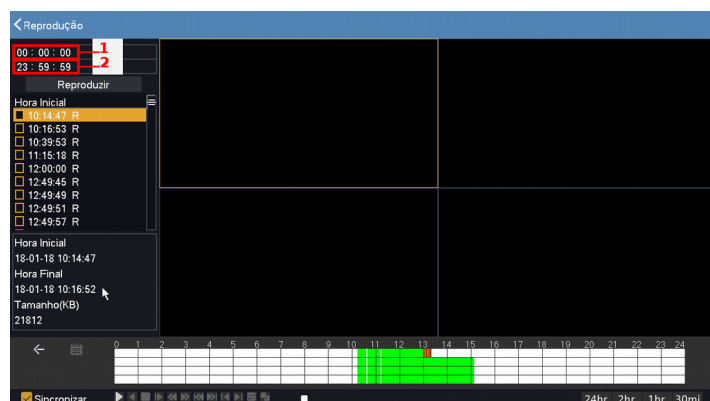 Reprodução
00 : 00 : 00 1
23 : 59 : 59 2
Reproduzir
Hora Inicial
10:14:47 R
10:16:53 R
10:39:53 R
11:15:18 R
12:00:00 R
12:49:45 R
12:49:49 R
12:49:51 R
12:49:57 R
Hora Inicial
18-01-18 10:14:47
Hora Final
18-01-18 10:16:52
Tamanho(KB)
21812
0 1 2 3 4 5 6 7 8 9 10 11 12 13 14 15 16 17 18 19 20 21 22 23 24
Sincronizar 24hr 2hr 1hr 30mi